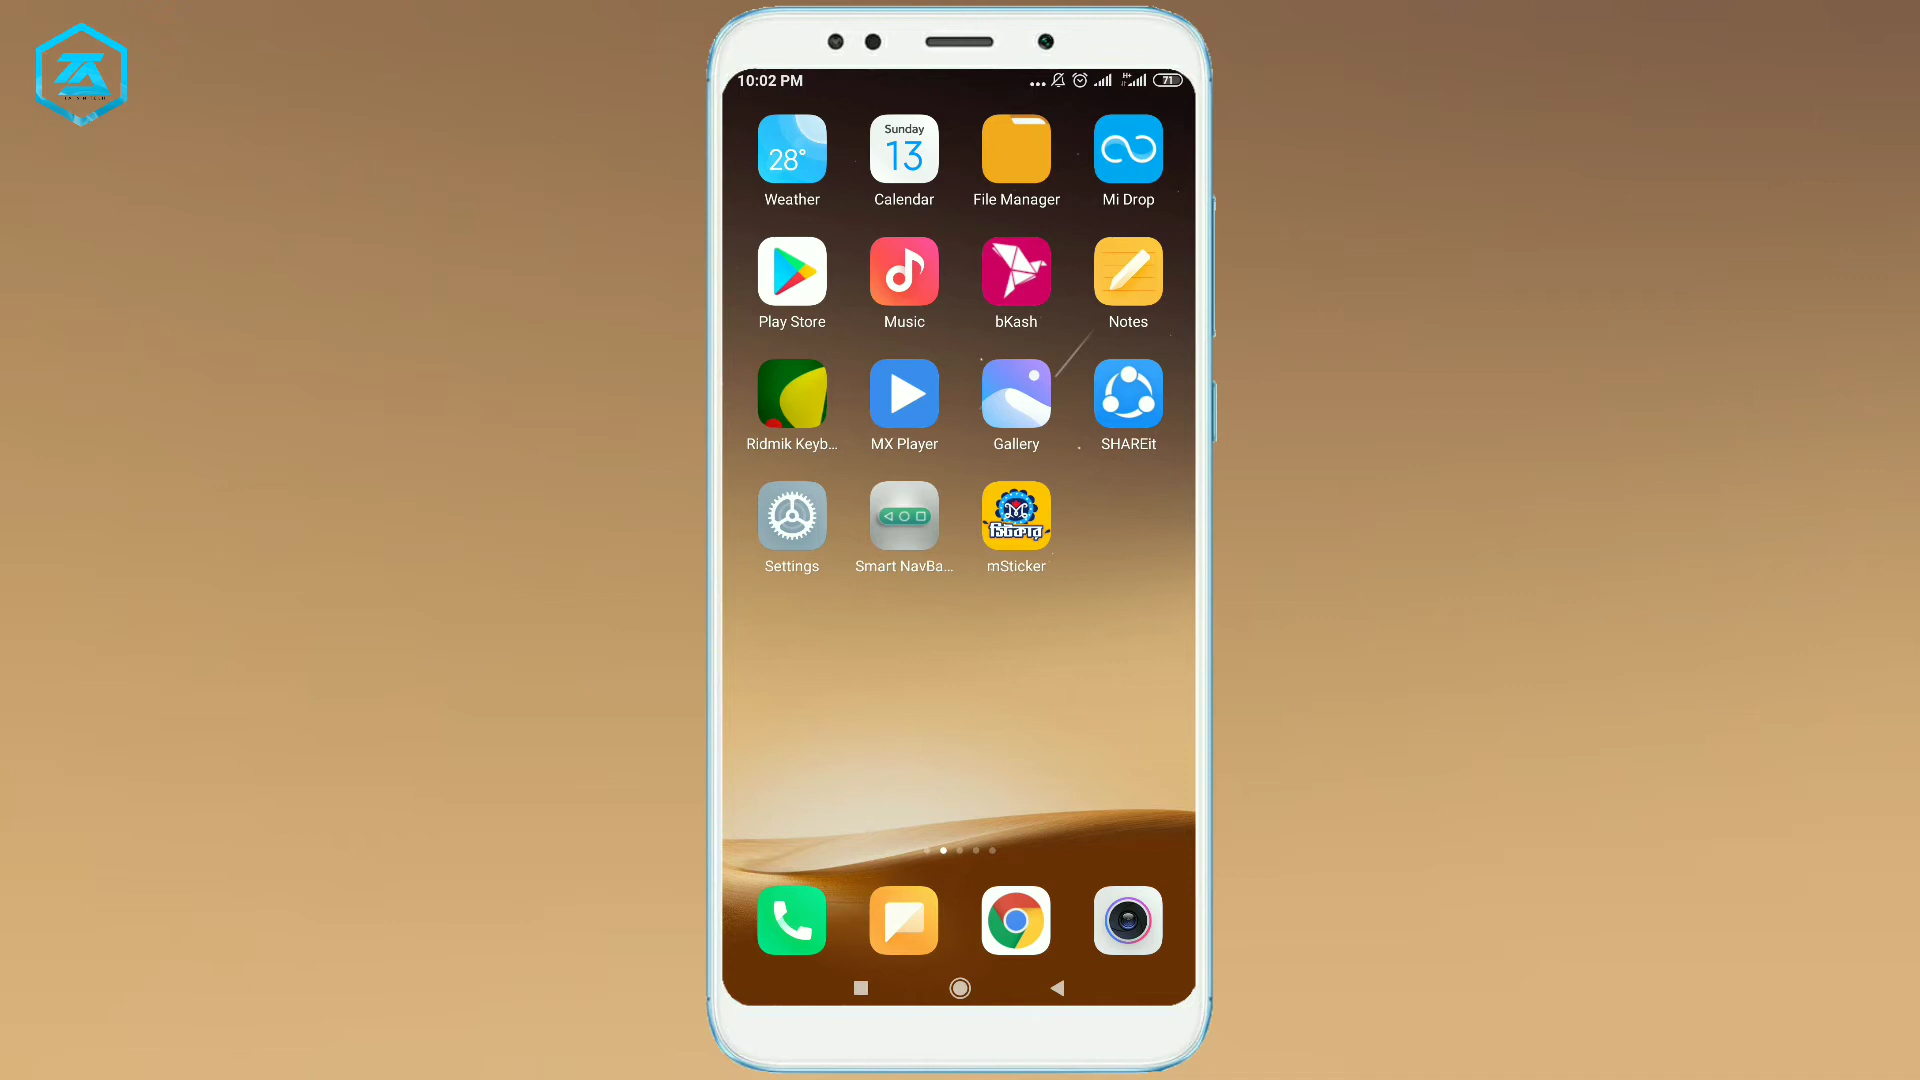 10:02 PM
H+
71
28°
Sunday
13
Weather
Calendar
File Manager
Mi Drop
Play Store
Music
bKash
Notes
Ridmik Keyb...
MX Player
Gallery
SHAREit
M
স্টিকার
Settings
Smart NavBa...
mSticker